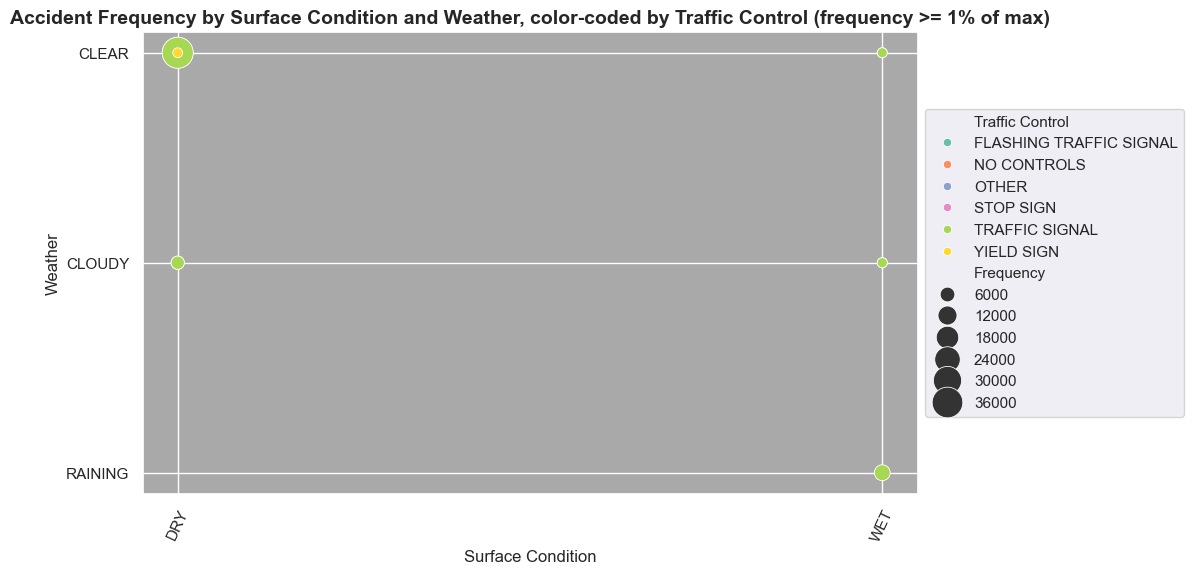 Accident Frequency by Surface Condition and Weather, color-coded by Traffic Control (frequency >= 1% of max)
CLEAR
CLOUDY
RAINING
Weather
DRY
WET
Surface Condition
Traffic Control
FLASHING TRAFFIC SIGNAL
NO CONTROLS
OTHER
STOP SIGN
TRAFFIC SIGNAL
YIELD SIGN
Frequency
6000
12000
18000
24000
30000
36000